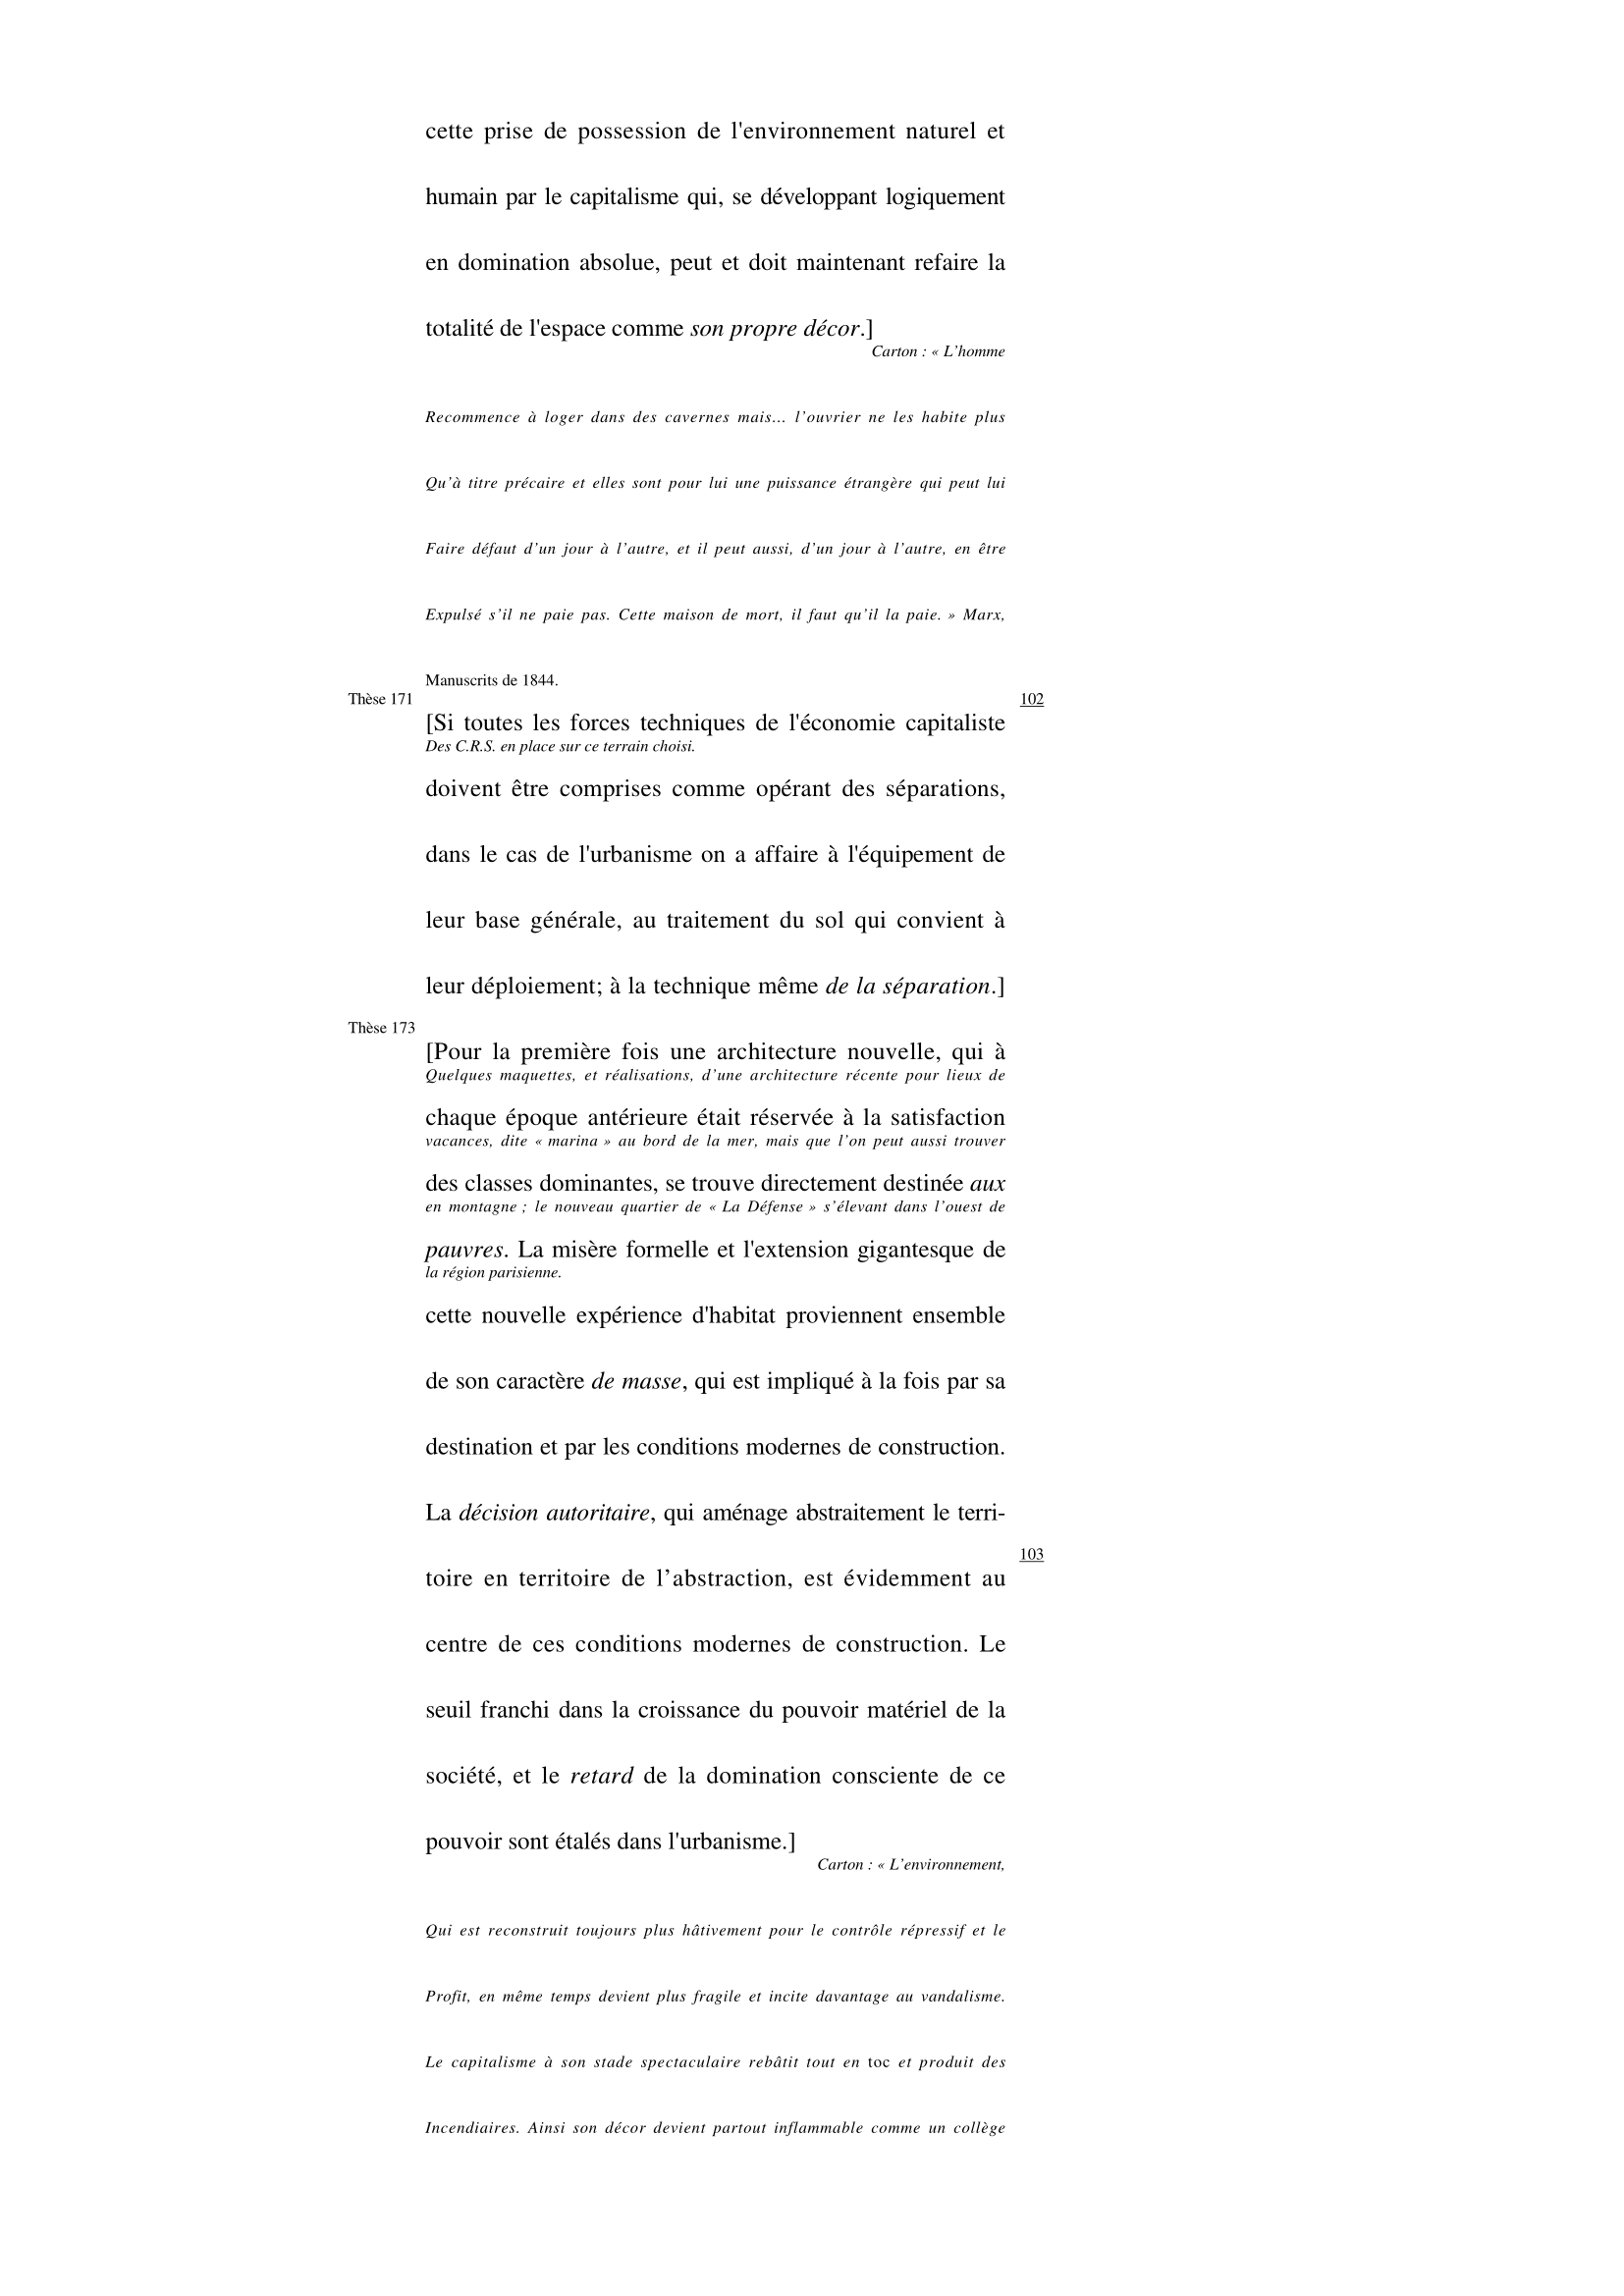 cette prise de possession de l'environnement naturel et
humain par le capitalisme qui, se développant logiquement
en domination absolue, peut et doit maintenant refaire la
totalité de l'espace comme son propre décor.]
Carton : « L’homme
Recommence à loger dans des cavernes mais... l’ouvrier ne les habite plus
Qu’à titre précaire et elles sont pour lui une puissance étrangère qui peut lui
Faire défaut d’un jour à l’autre, et il peut aussi, d’un jour à l’autre, en être
Expulsé s’il ne paie pas. Cette maison de mort, il faut qu’il la paie. » Marx,
Manuscrits de 1844.
Thèse 171
102
[Si toutes les forces techniques de l'économie capitaliste
Des C.R.S. en place sur ce terrain choisi.
doivent être comprises comme opérant des séparations,
dans le cas de l'urbanisme on a affaire à l'équipement de
leur base générale, au traitement du sol qui convient à
leur déploiement; à la technique même de la séparation.]
Thèse 173
[Pour la première fois une architecture nouvelle, qui à
Quelques maquettes, et réalisations, d’une architecture récente pour lieux de
chaque époque antérieure était réservée à la satisfaction
vacances, dite « marina » au bord de la mer, mais que l’on peut aussi trouver
des classes dominantes, se trouve directement destinée aux
en montagne ; le nouveau quartier de « La Défense » s’élevant dans l’ouest de
pauvres. La misère formelle et l'extension gigantesque de
la région parisienne.
cette nouvelle expérience d'habitat proviennent ensemble
de son caractère de masse, qui est impliqué à la fois par sa
destination et par les conditions modernes de construction.
La décision autoritaire, qui aménage abstraitement le terri-
103
toire en territoire de l’abstraction, est évidemment au
centre de ces conditions modernes de construction. Le
seuil franchi dans la croissance du pouvoir matériel de la
société, et le retard de la domination consciente de ce
pouvoir sont étalés dans l'urbanisme.]
Carton : « L’environnement,
Qui est reconstruit toujours plus hâtivement pour le contrôle répressif et le
Profit, en même temps devient plus fragile et incite davantage au vandalisme.
Le capitalisme à son stade spectaculaire rebâtit tout en toc et produit des
Incendiaires. Ainsi son décor devient partout inflammable comme un collège